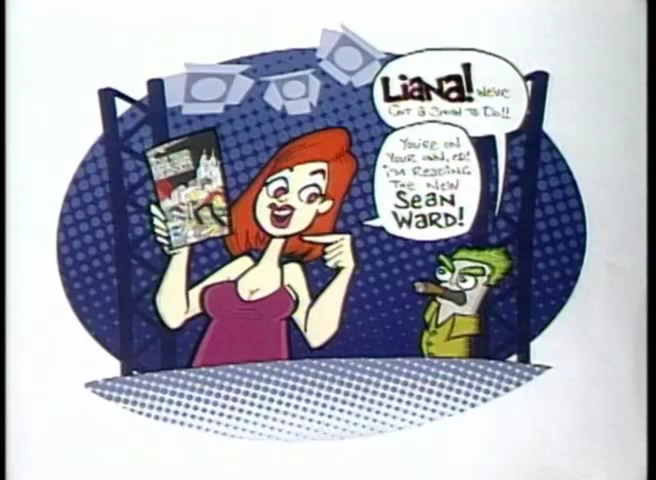 LiANA! WE'VE
GOT A SHOW TO DO!!
YOU'RE ON
YOUR OWN, ED!
I'M READING
THE NEW
SEAN
WARD!